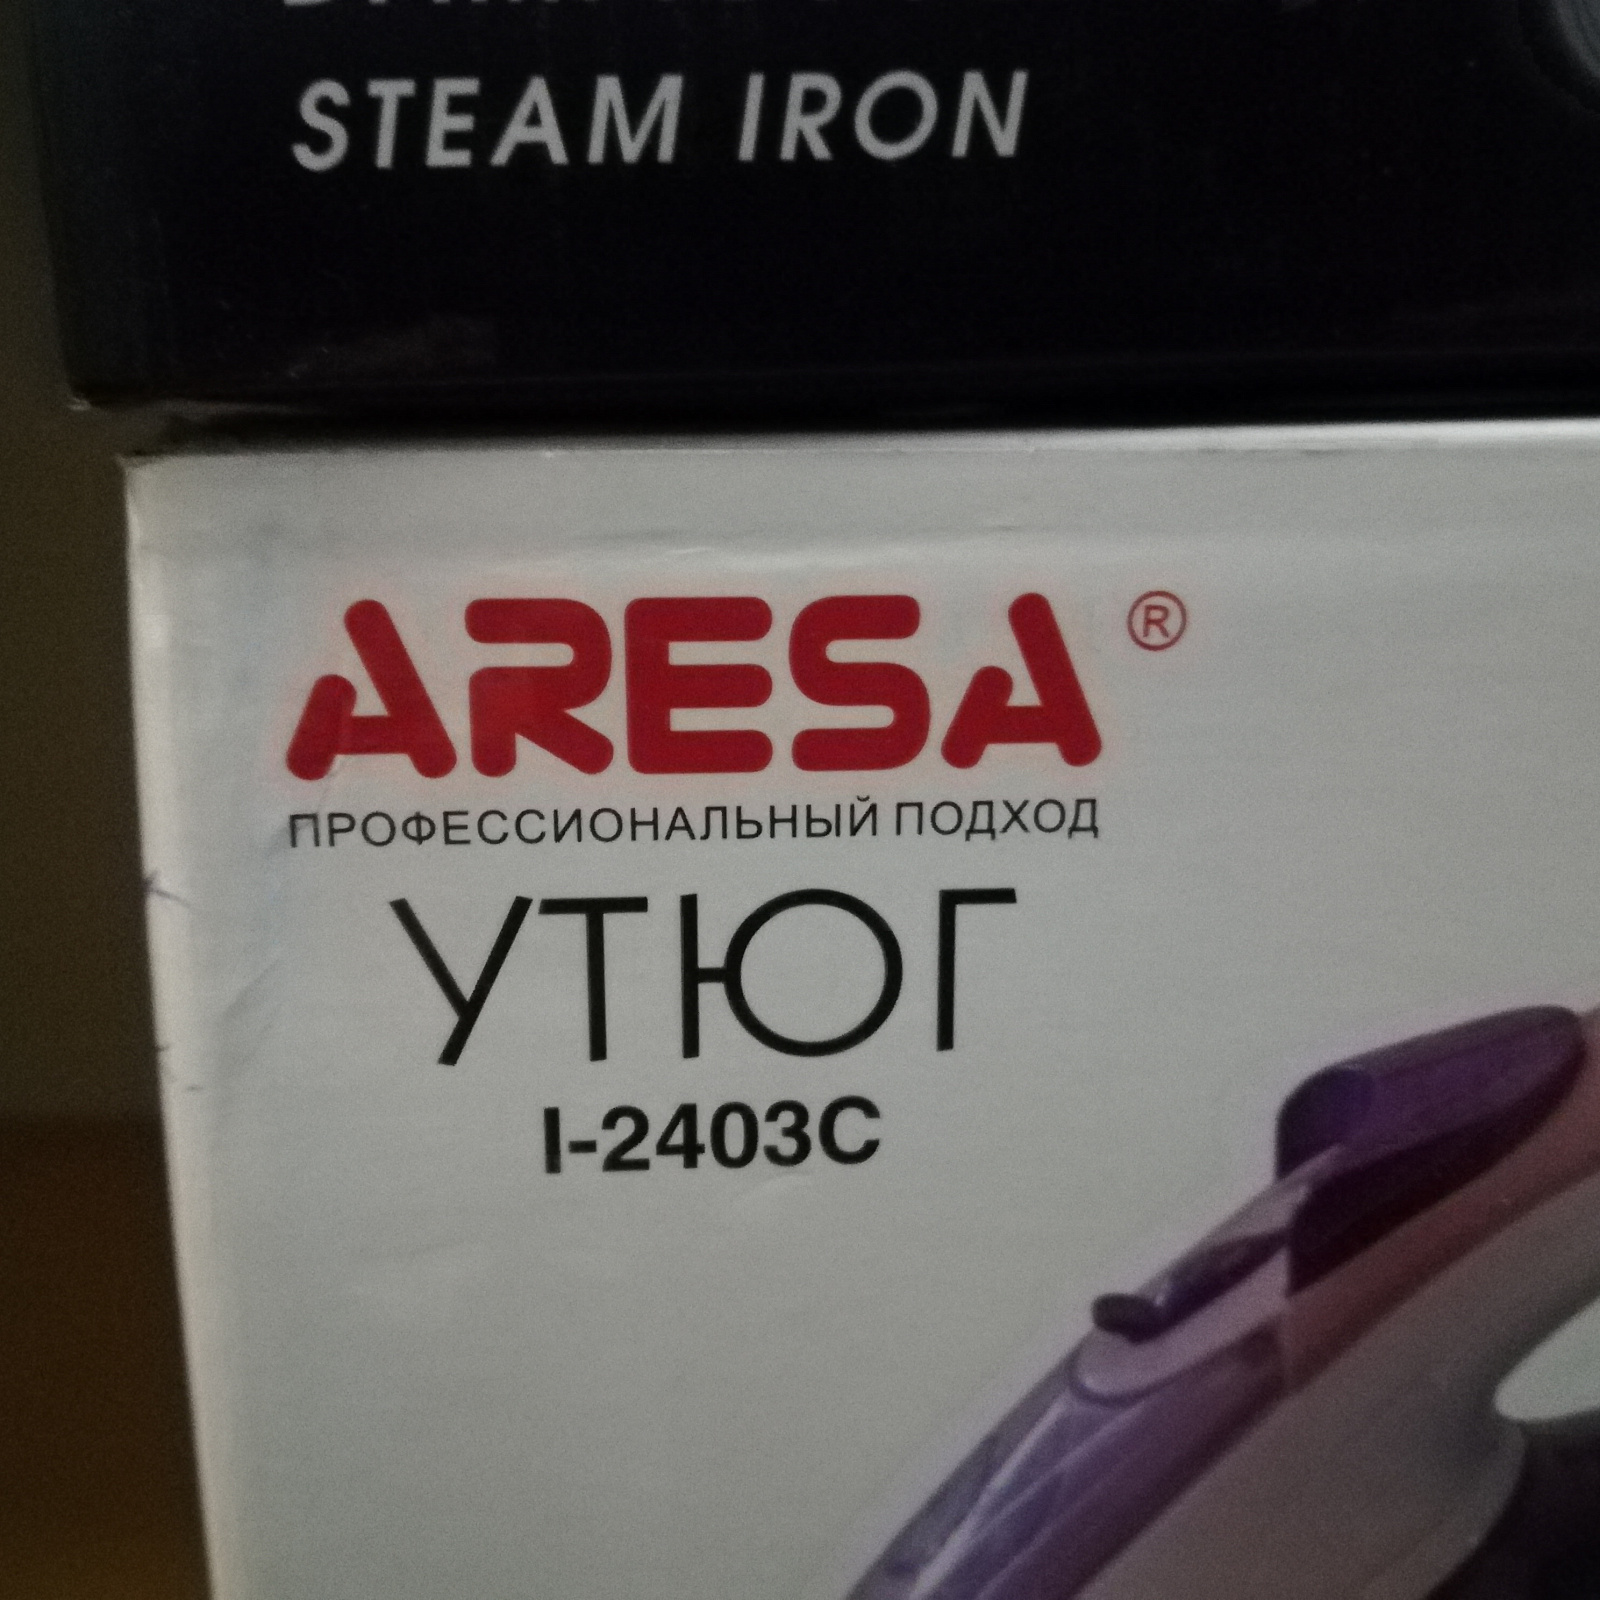 STEAM IRON
ARESA ®
ПРОФЕССИОНАЛЬНЫЙ ПОДХОД
УТЮГ
I-2403C